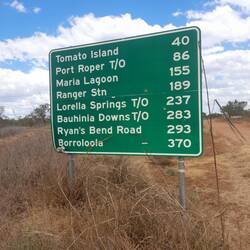 Tomato Island 40
Port Roper T/O 86
Maria Lagoon 155
Ranger Stn 189
Lorella Springs T/O 237
Bauhinia Downs T/O 283
Ryan's Bend Road 293
Borroloola 370